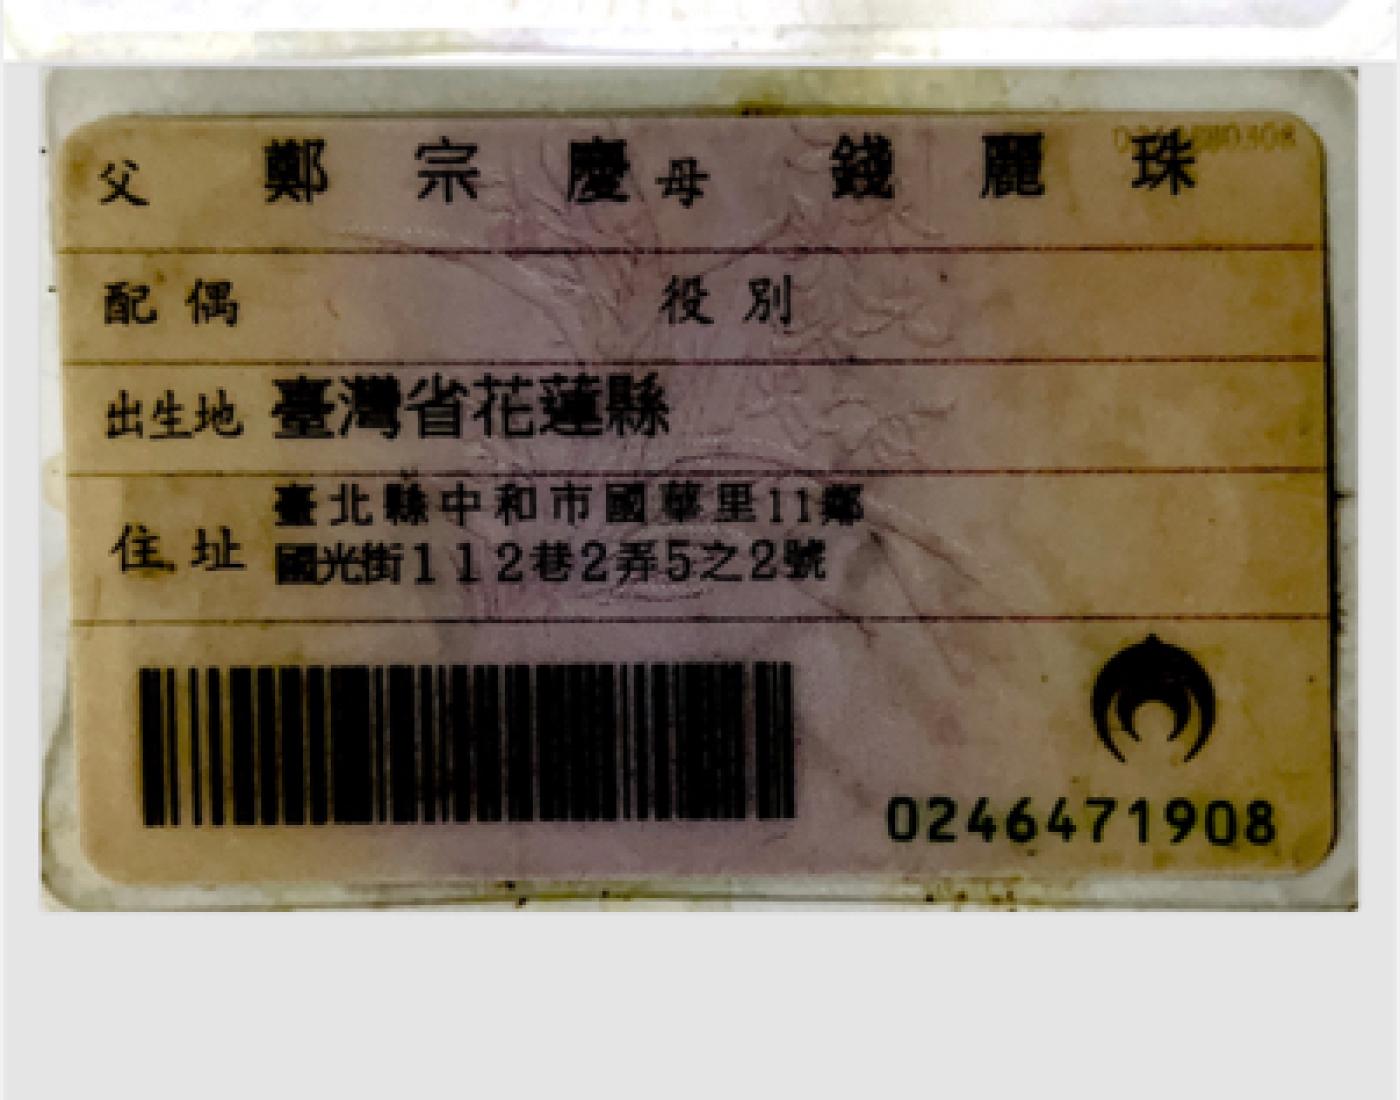 父 鄭宗慶 母 錢麗珠
配偶 役別
出生地 臺灣省花蓮縣
住址 臺北縣中和市國華里11鄰
國光街112巷2弄5之2號
0246471908